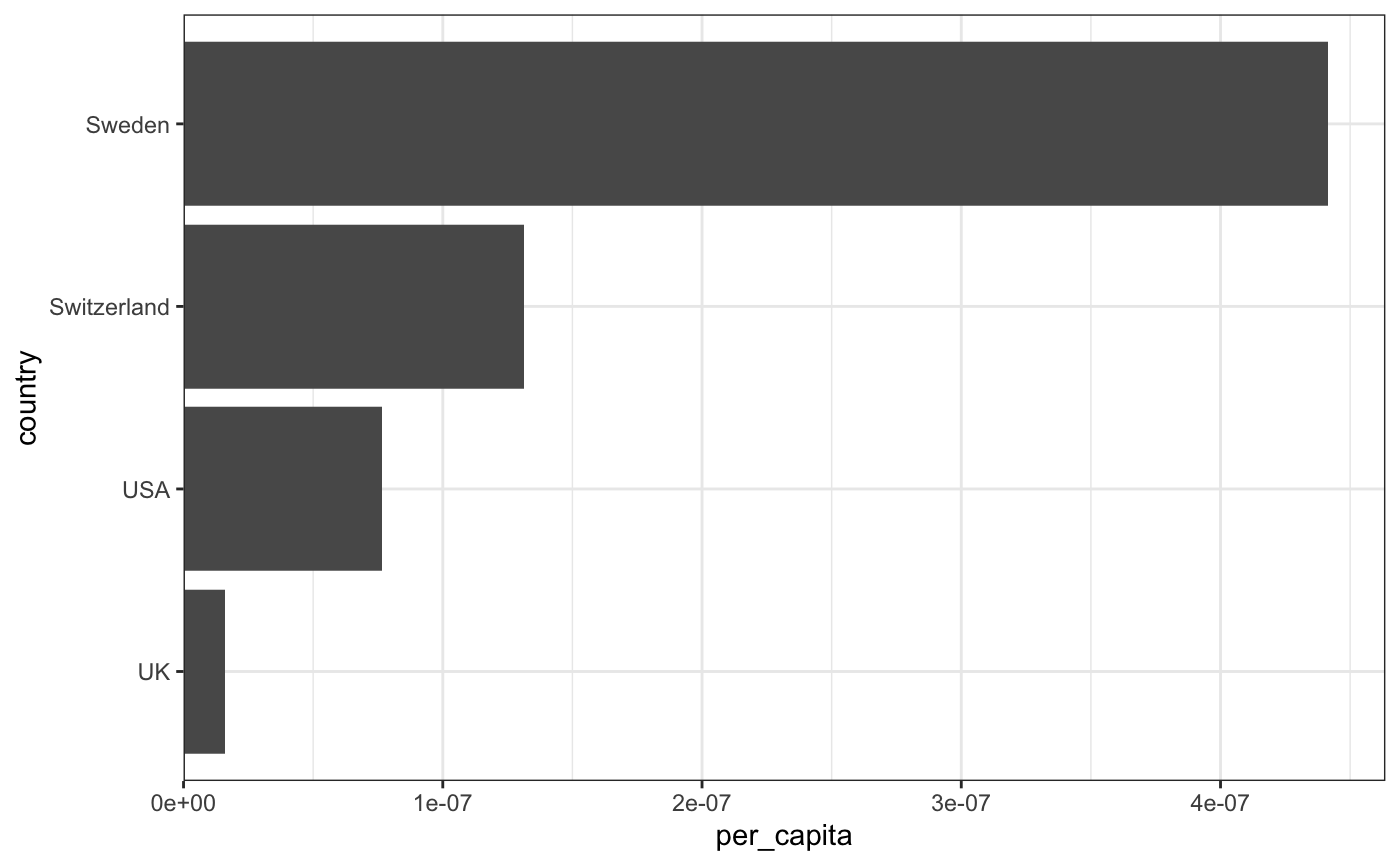 Sweden
Switzerland
USA
UK
country
0e+00 1e-07 2e-07 3e-07 4e-07
per_capita